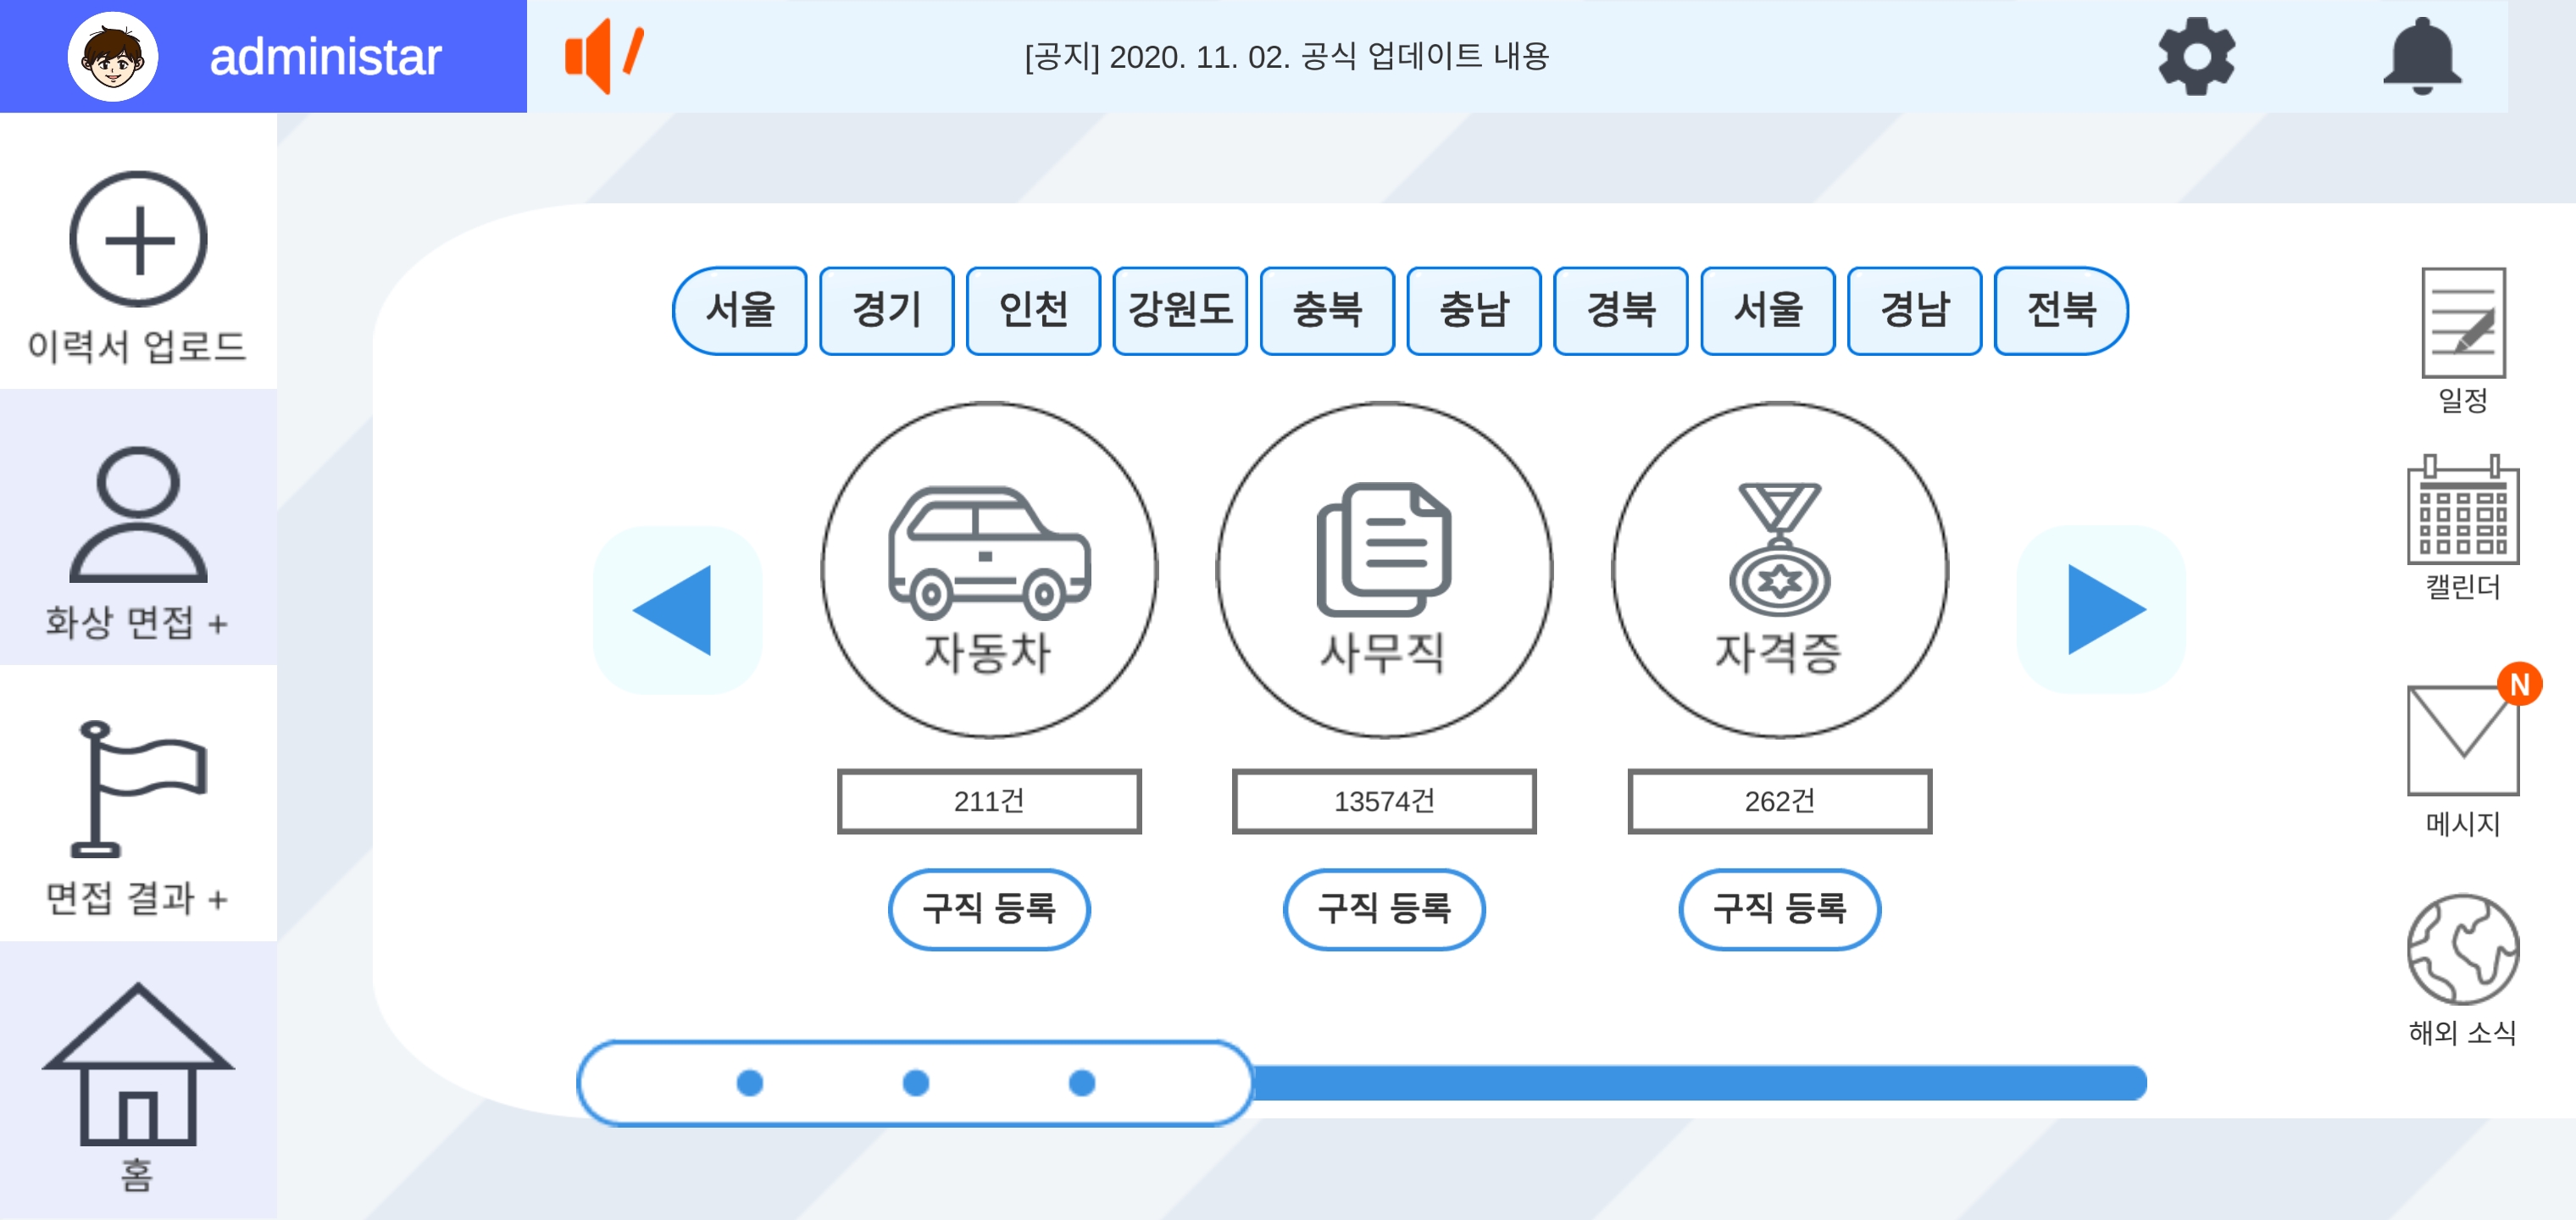 administar
[공지] 2020. 11. 02. 공식 업데이트 내용
이력서 업로드
화상 면접 +
면접 결과 +
홈
서울 경기 인천 강원도 충북 충남 경북 서울 경남 전북
자동차 사무직 자격증
211건 13574건 262건
구직 등록 구직 등록 구직 등록
일정
캘린더
N
메시지
해외 소식